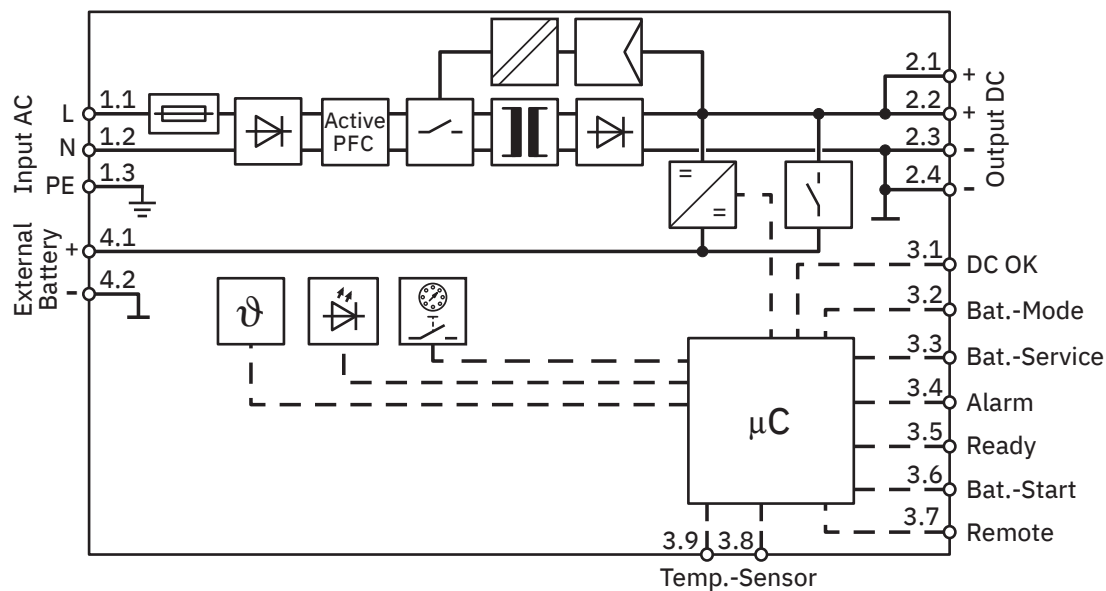 Input AC
L
1.1
N
1.2
PE
1.3
External
Battery
+
4.1
-
4.2
Active
PFC
=
=
2.1
+
2.2
+
2.3
-
2.4
-
Output DC
ϑ
µC
3.1
DC OK
3.2
Bat.-Mode
3.3
Bat.-Service
3.4
Alarm
3.5
Ready
3.6
Bat.-Start
3.7
Remote
3.9 3.8
Temp.-Sensor